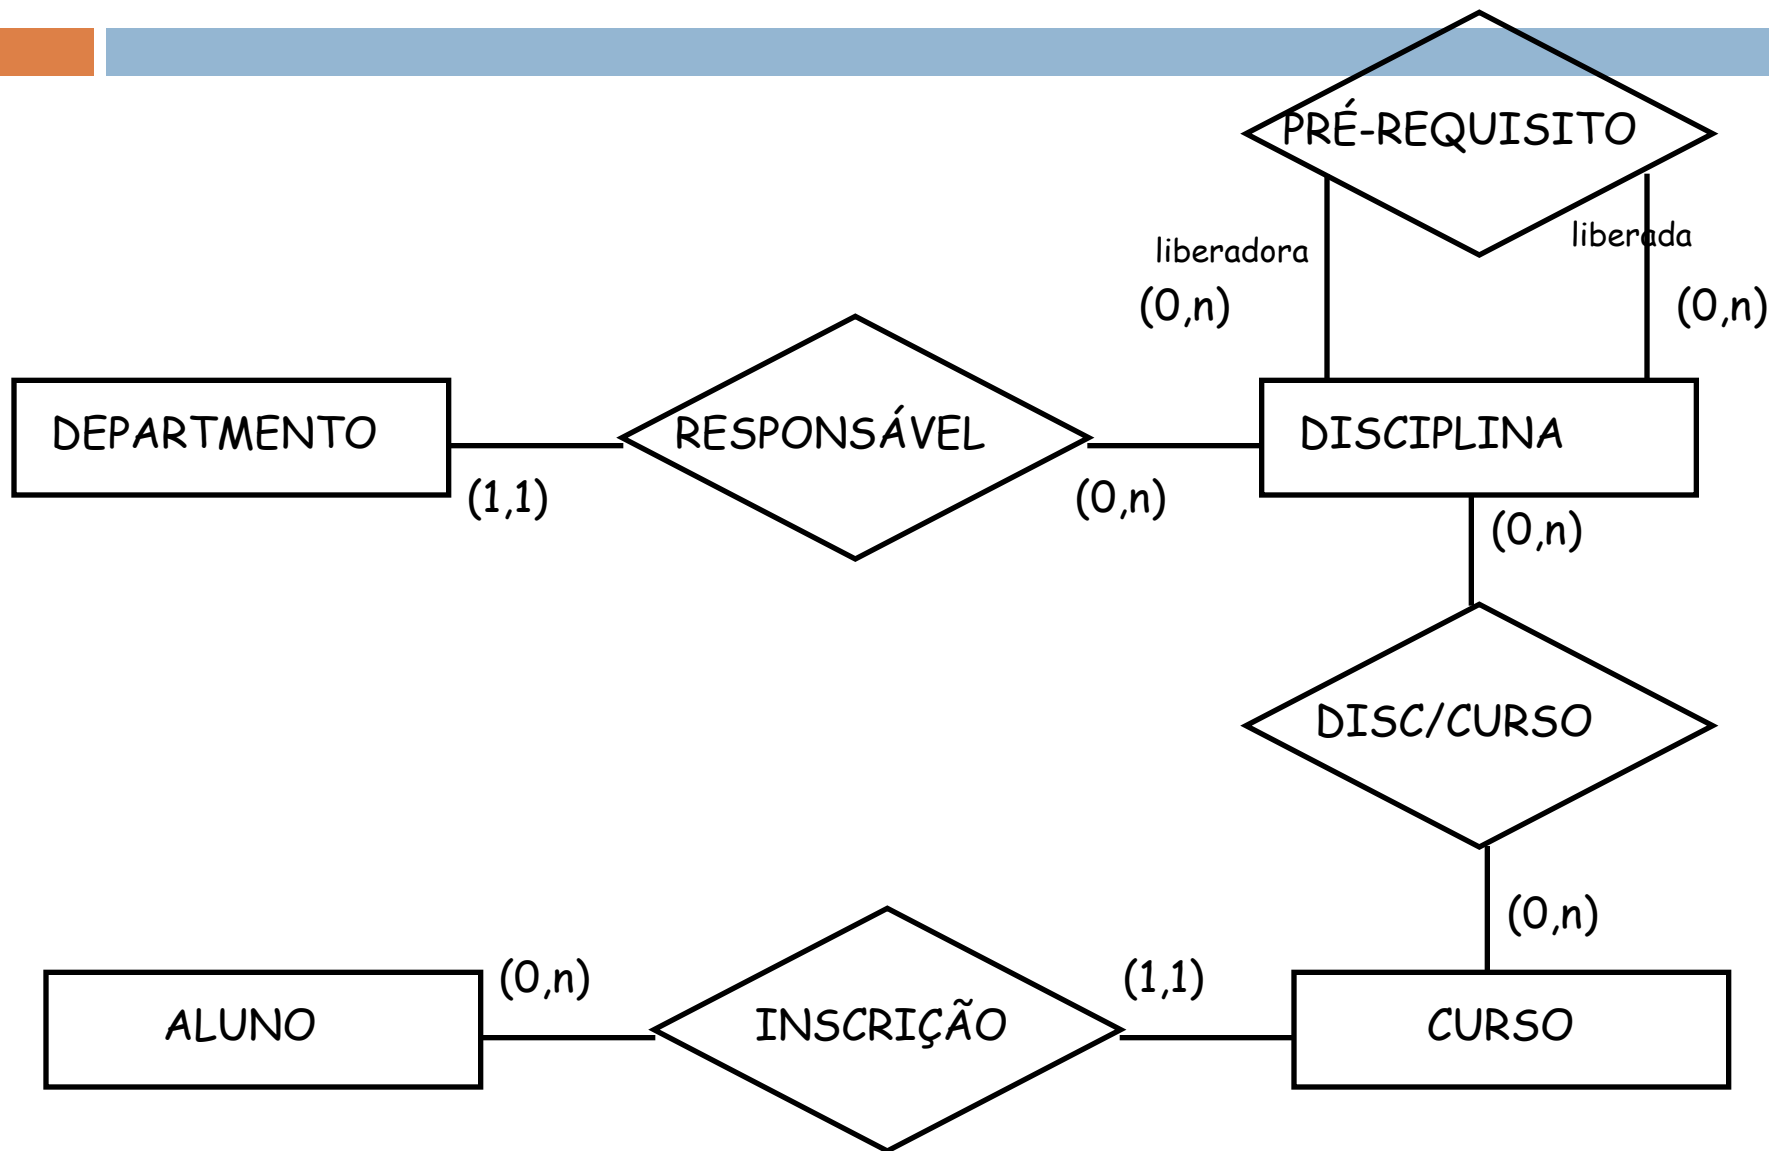 PRÉ-REQUISITO
liberadora
liberada
(0,n)
(0,n)
DEPARTMENTO
RESPONSÁVEL
DISCIPLINA
(1,1)
(0,n)
(0,n)
DISC/CURSO
(0,n)
(0,n)
(1,1)
ALUNO
INSCRIÇÃO
CURSO